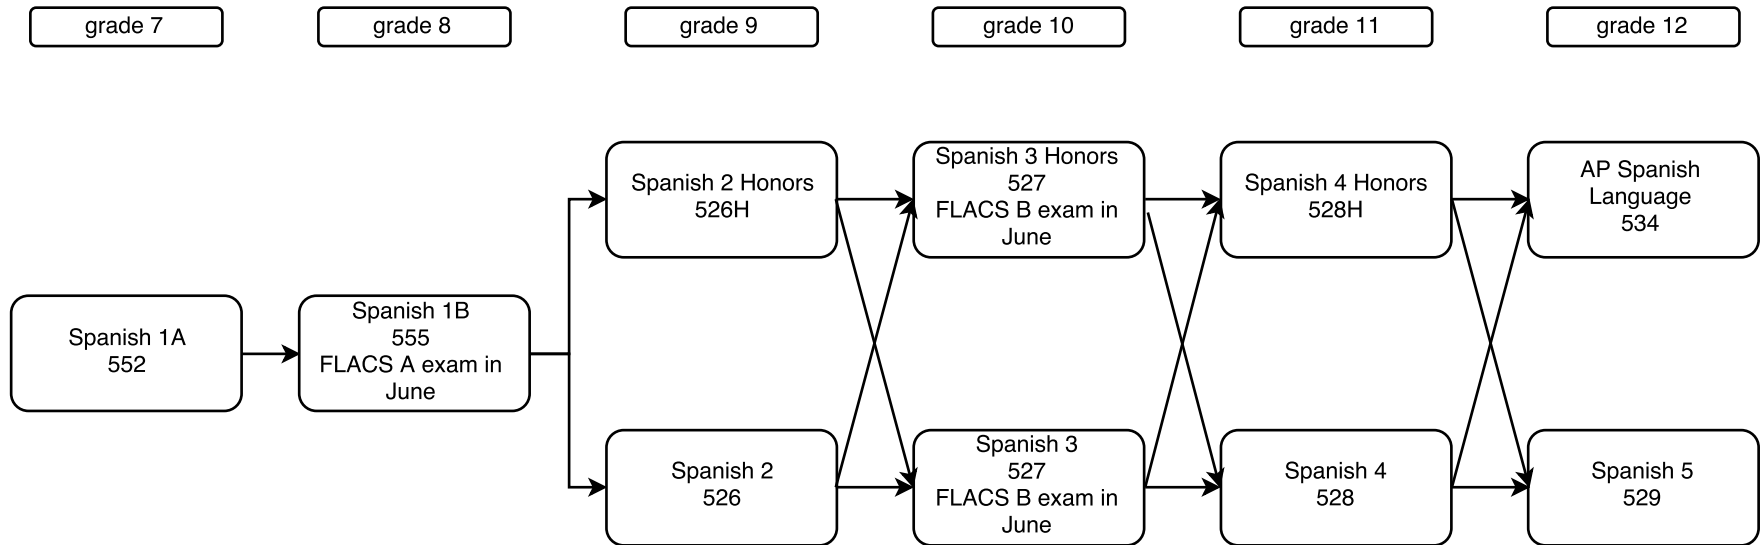 grade 7
grade 8
grade 9
grade 10
grade 11
grade 12
Spanish 1A
552
Spanish 1B
555
FLACS A exam in
June
Spanish 2 Honors
526H
Spanish 3 Honors
527
FLACS B exam in
June
Spanish 4 Honors
528H
AP Spanish
Language
534
Spanish 2
526
Spanish 3
527
FLACS B exam in
June
Spanish 4
528
Spanish 5
529